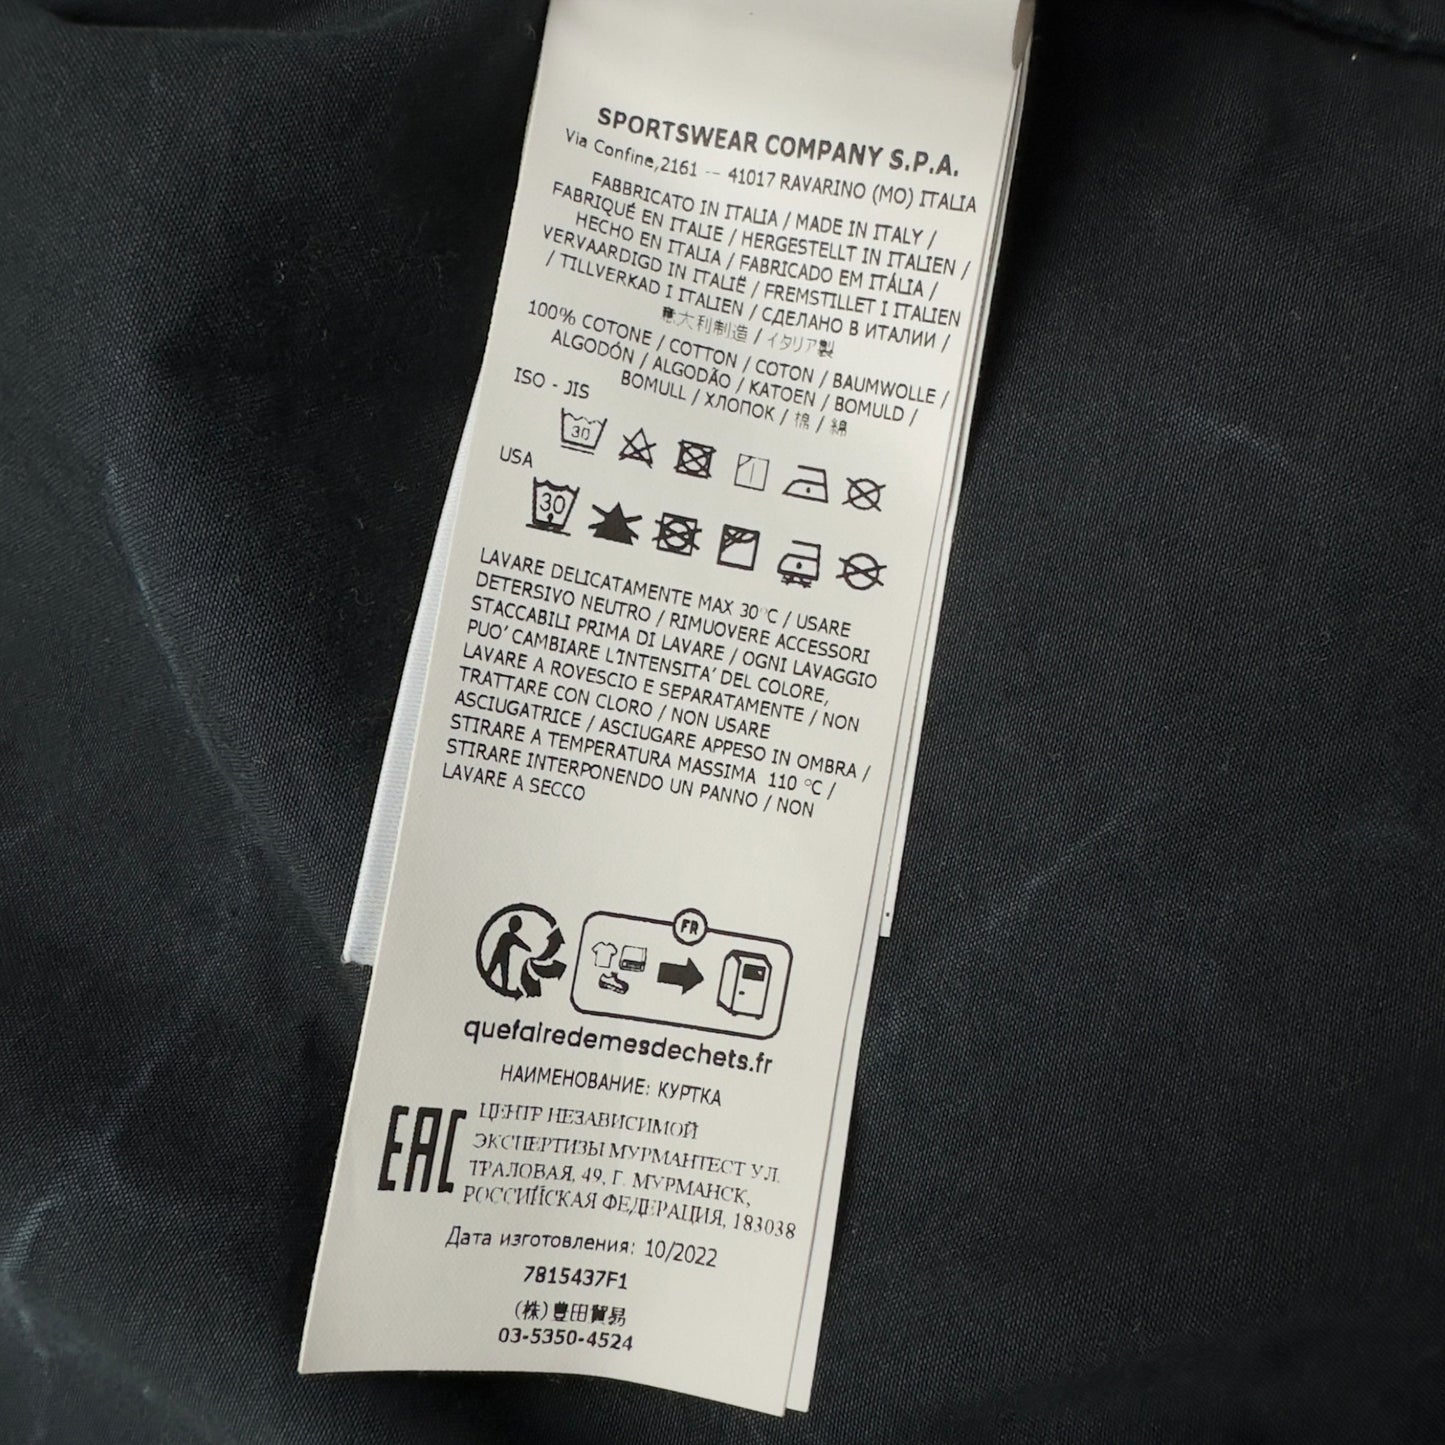 SPORTSWEAR COMPANY S.P.A.
Via Confine,2161 -- 41017 RAVARINO (MO) ITALIA
FABBRICATO IN ITALIA / MADE IN ITALY /
FABRIQUÉ EN ITALIE / HERGESTELLT IN ITALIEN /
HECHO EN ITALIA / FABRICADO EM ITÁLIA /
VERVAARDIGD IN ITALIË / FREMSTILLET I ITALIEN
/ TILLVERKAD I ITALIEN / СДЕЛАНО В ИТАЛИИ /
意大利制造 / イタリア製
100% COTONE / COTTON / COTON / BAUMWOLLE /
ALGODÓN / ALGODÃO / KATOEN / BOMULD /
BOMULL / ХЛОПОК / 棉 / 綿
ISO - JIS
30
USA
30
LAVARE DELICATAMENTE MAX 30°C / USARE
DETERSIVO NEUTRO / RIMUOVERE ACCESSORI
STACCABILI PRIMA DI LAVARE / OGNI LAVAGGIO
PUO' CAMBIARE L'INTENSITA' DEL COLORE,
LAVARE A ROVESCIO E SEPARATAMENTE / NON
TRATTARE CON CLORO / NON USARE
ASCIUGATRICE / ASCIUGARE APPESO IN OMBRA /
STIRARE A TEMPERATURA MASSIMA 110 °C /
STIRARE INTERPONENDO UN PANNO / NON
LAVARE A SECCO
FR
quefairedemesdechets.fr
НАИМЕНОВАНИЕ: КУРТКА
EAC
ЦЕНТР НЕЗАВИСИМОЙ
ЭКСПЕРТИЗЫ МУРМАНТЕСТ УЛ.
ТРАЛОВАЯ, 49, Г. МУРМАНСК,
РОССИЙСКАЯ ФЕДЕРАЦИЯ, 183038
Дата изготовления: 10/2022
7815437F1
(株)豊田貿易
03-5350-4524